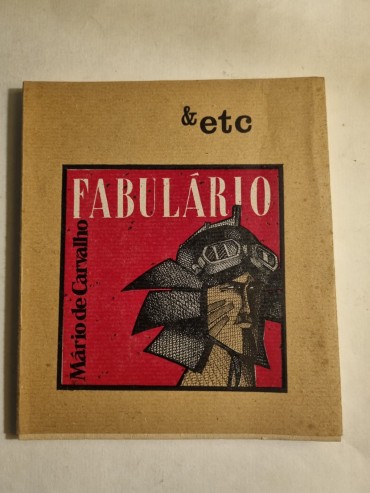 & etc
FABULÁRIO
Mário de Carvalho